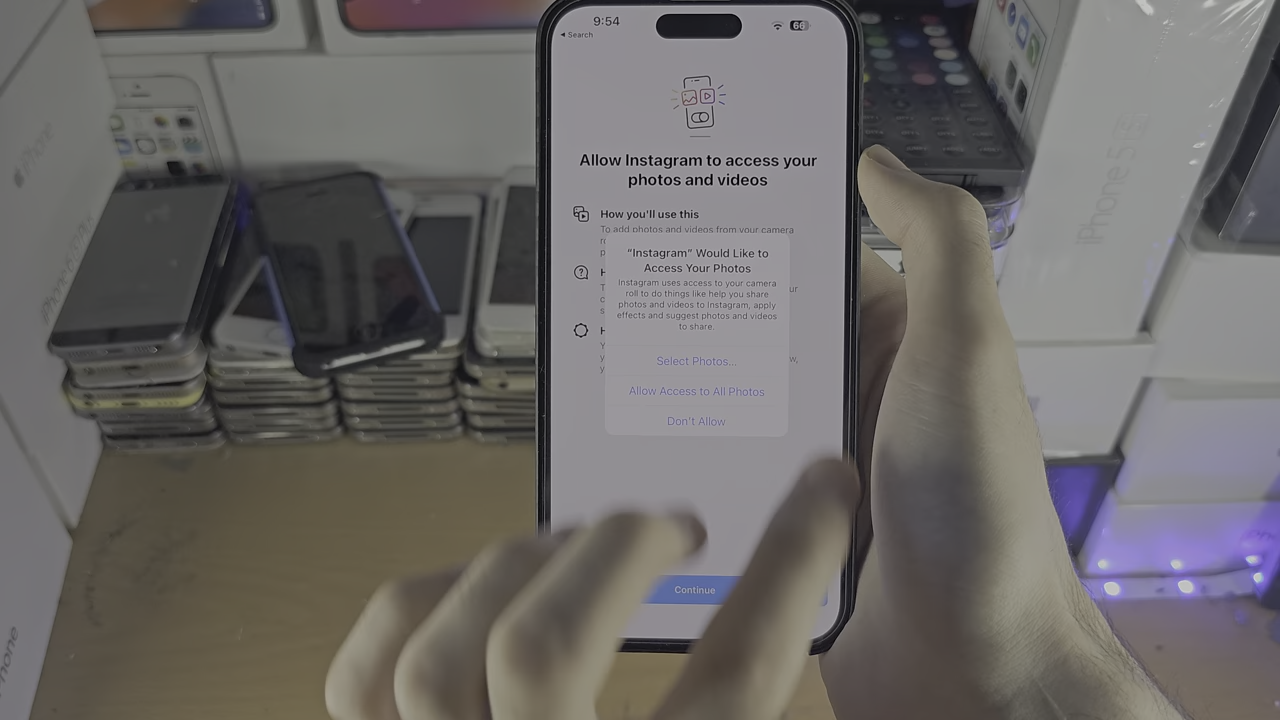 9:54
66
◂ Search
Allow Instagram to access your
photos and videos
How you'll use this
To add photos and videos from your camera
“Instagram” Would Like to
Access Your Photos
Instagram uses access to your camera
roll to do things like help you share
photos and videos to Instagram, apply
effects and suggest photos and videos
to share.
Select Photos...
Allow Access to All Photos
Don't Allow
Continue
iPhone
iPhone